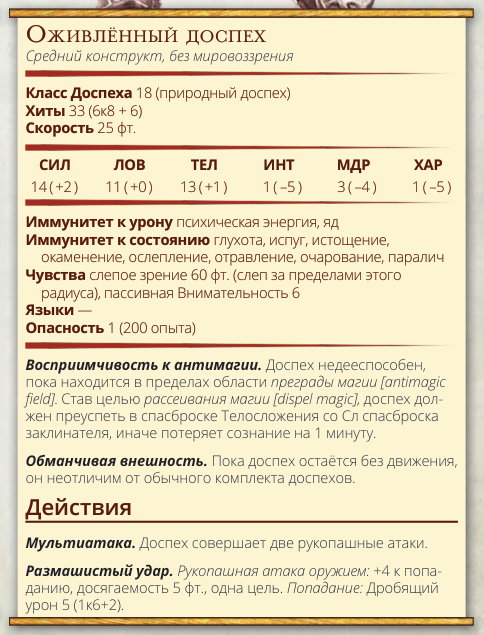 Оживлённый доспех
Средний конструкт, без мировоззрения
Класс Доспеха 18 (природный доспех)
Хиты 33 (6к8 + 6)
Скорость 25 фт.
СИЛ ЛОВ ТЕЛ ИНТ МДР ХАР
14 (+2) 11 (+0) 13 (+1) 1 (–5) 3 (–4) 1 (–5)
Иммунитет к урону психическая энергия, яд
Иммунитет к состоянию глухота, испуг, истощение,
окаменение, ослепление, отравление, очарование, паралич
Чувства слепое зрение 60 фт. (слеп за пределами этого
радиуса), пассивная Внимательность 6
Языки —
Опасность 1 (200 опыта)
Восприимчивость к антимагии. Доспех недееспособен,
пока находится в пределах области преграды магии [antimagic
field]. Став целью рассеивания магии [dispel magic], доспех дол-
жен преуспеть в спасброске Телосложения со Сл спасброска
заклинателя, иначе потеряет сознание на 1 минуту.
Обманчивая внешность. Пока доспех остаётся без движения,
он неотличим от обычного комплекта доспехов.
Действия
Мультиатака. Доспех совершает две рукопашные атаки.
Размашистый удар. Рукопашная атака оружием: +4 к попа-
данию, досягаемость 5 фт., одна цель. Попадание: Дробящий
урон 5 (1к6+2).